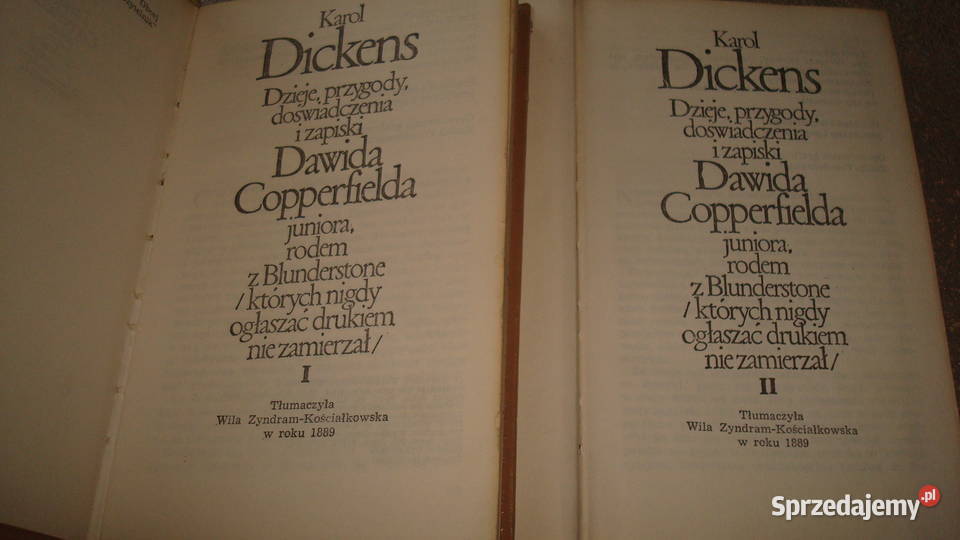 Karol
Dickens
Dzieje, przygody,
doświadczenia
i zapiski
Dawida
Copperfielda
juniora,
rodem
z Blunderstone
/których nigdy
ogłaszać drukiem
nie zamierzał/
I
Tłumaczyła
Wila Zyndram-Kościałkowska
w roku 1889
Karol
Dickens
Dzieje, przygody,
doświadczenia
i zapiski
Dawida
Copperfielda
juniora,
rodem
z Blunderstone
/których nigdy
ogłaszać drukiem
nie zamierzał/
II
Tłumaczyła
Wila Zyndram-Kościałkowska
w roku 1889
Sprzedajemy.pl